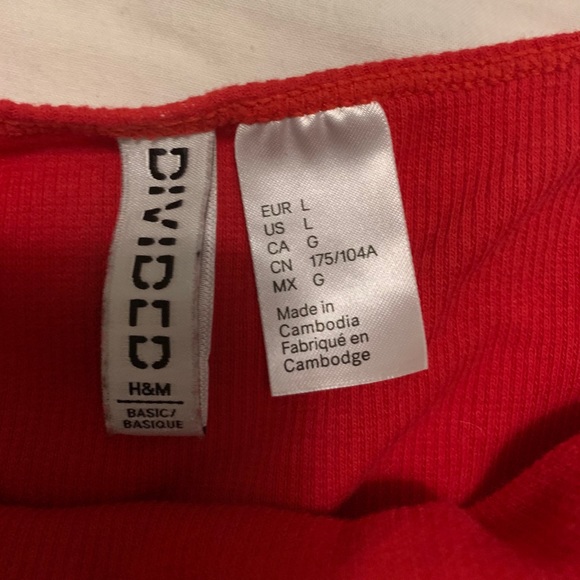 DIVIDED
H&M
BASIC/
BASIQUE
EUR L
US L
CA G
CN 175/104A
MX G
Made in
Cambodia
Fabriqué en
Cambodge